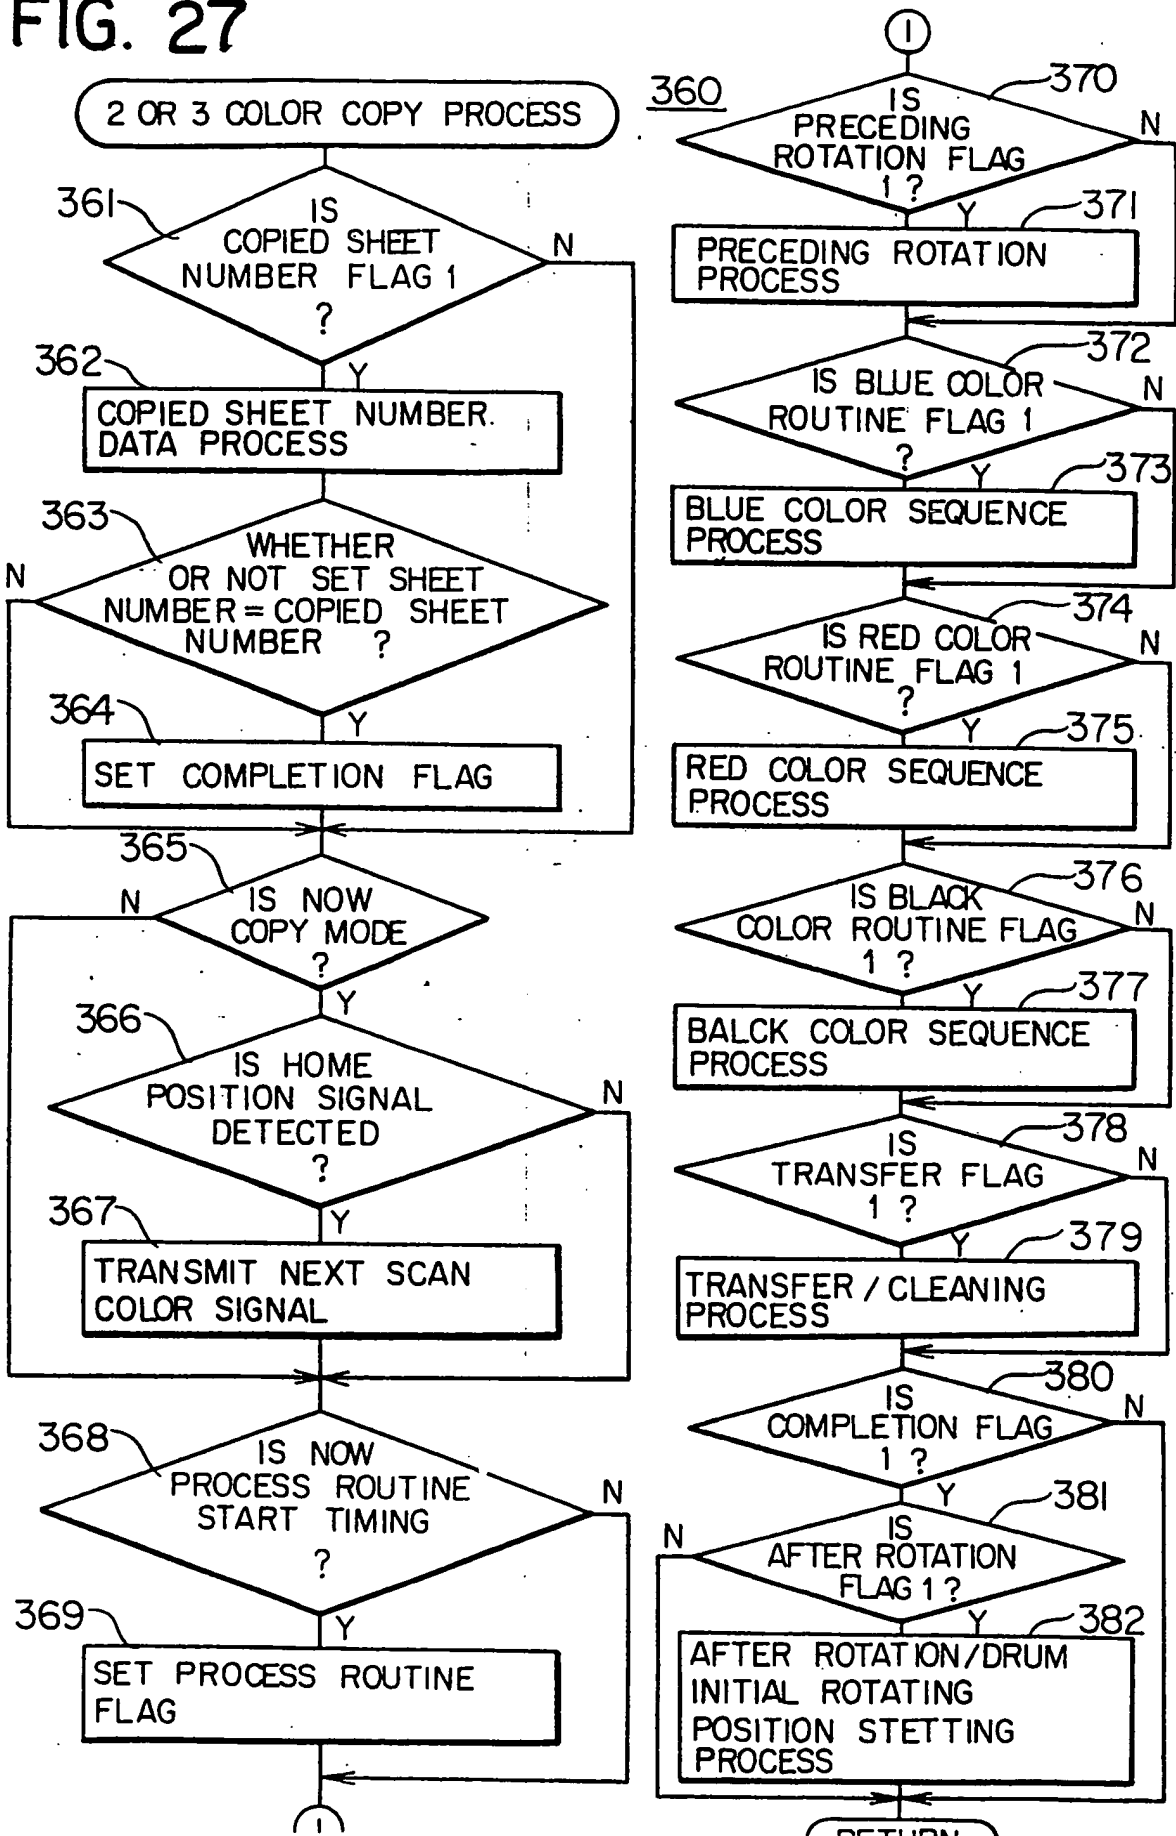 FIG. 27
2 OR 3 COLOR COPY PROCESS
361
IS
COPIED SHEET
NUMBER FLAG 1
?
N
Y
362
COPIED SHEET NUMBER.
DATA PROCESS
363
WHETHER
OR NOT SET SHEET
NUMBER = COPIED SHEET
NUMBER ?
N
Y
364
SET COMPLETION FLAG
365
IS NOW
COPY MODE
?
N
Y
366
IS HOME
POSITION SIGNAL
DETECTED
?
N
Y
367
TRANSMIT NEXT SCAN
COLOR SIGNAL
368
IS NOW
PROCESS ROUTINE
START TIMING
?
N
Y
369
SET PROCESS ROUTINE
FLAG
1
1
360
370
IS
PRECEDING
ROTATION FLAG
1 ?
N
Y
371
PRECEDING ROTATION
PROCESS
372
IS BLUE COLOR
ROUTINE FLAG 1
?
N
Y
373
BLUE COLOR SEQUENCE
PROCESS
374
IS RED COLOR
ROUTINE FLAG 1
?
N
Y
375
RED COLOR SEQUENCE
PROCESS
376
IS BLACK
COLOR ROUTINE FLAG
1 ?
N
Y
377
BALCK COLOR SEQUENCE
PROCESS
378
IS
TRANSFER FLAG
1 ?
N
Y
379
TRANSFER / CLEANING
PROCESS
380
IS
COMPLETION FLAG
1 ?
N
Y
381
IS
AFTER ROTATION
FLAG 1 ?
N
Y
382
AFTER ROTATION/DRUM
INITIAL ROTATING
POSITION STETTING
PROCESS
RETURN